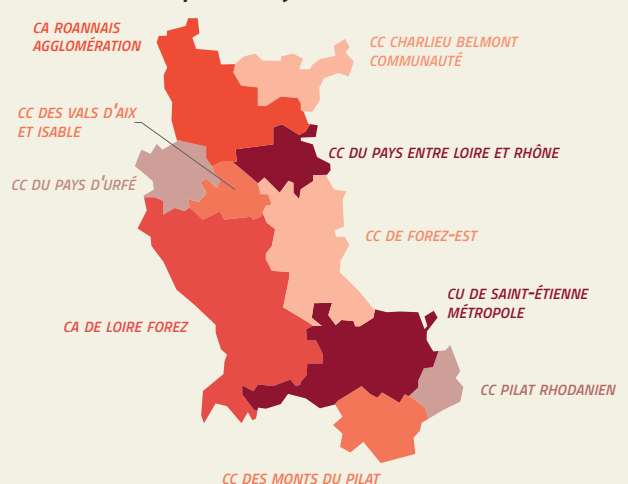 CA ROANNAIS
AGGLOMÉRATION
CC CHARLIEU BELMONT
COMMUNAUTÉ
CC DES VALS D'AIX
ET ISABLE
CC DU PAYS ENTRE LOIRE ET RHÔNE
CC DU PAYS D'URFÉ
CC DE FOREZ-EST
CU DE SAINT-ÉTIENNE
MÉTROPOLE
CA DE LOIRE FOREZ
CC PILAT RHODANIEN
CC DES MONTS DU PILAT